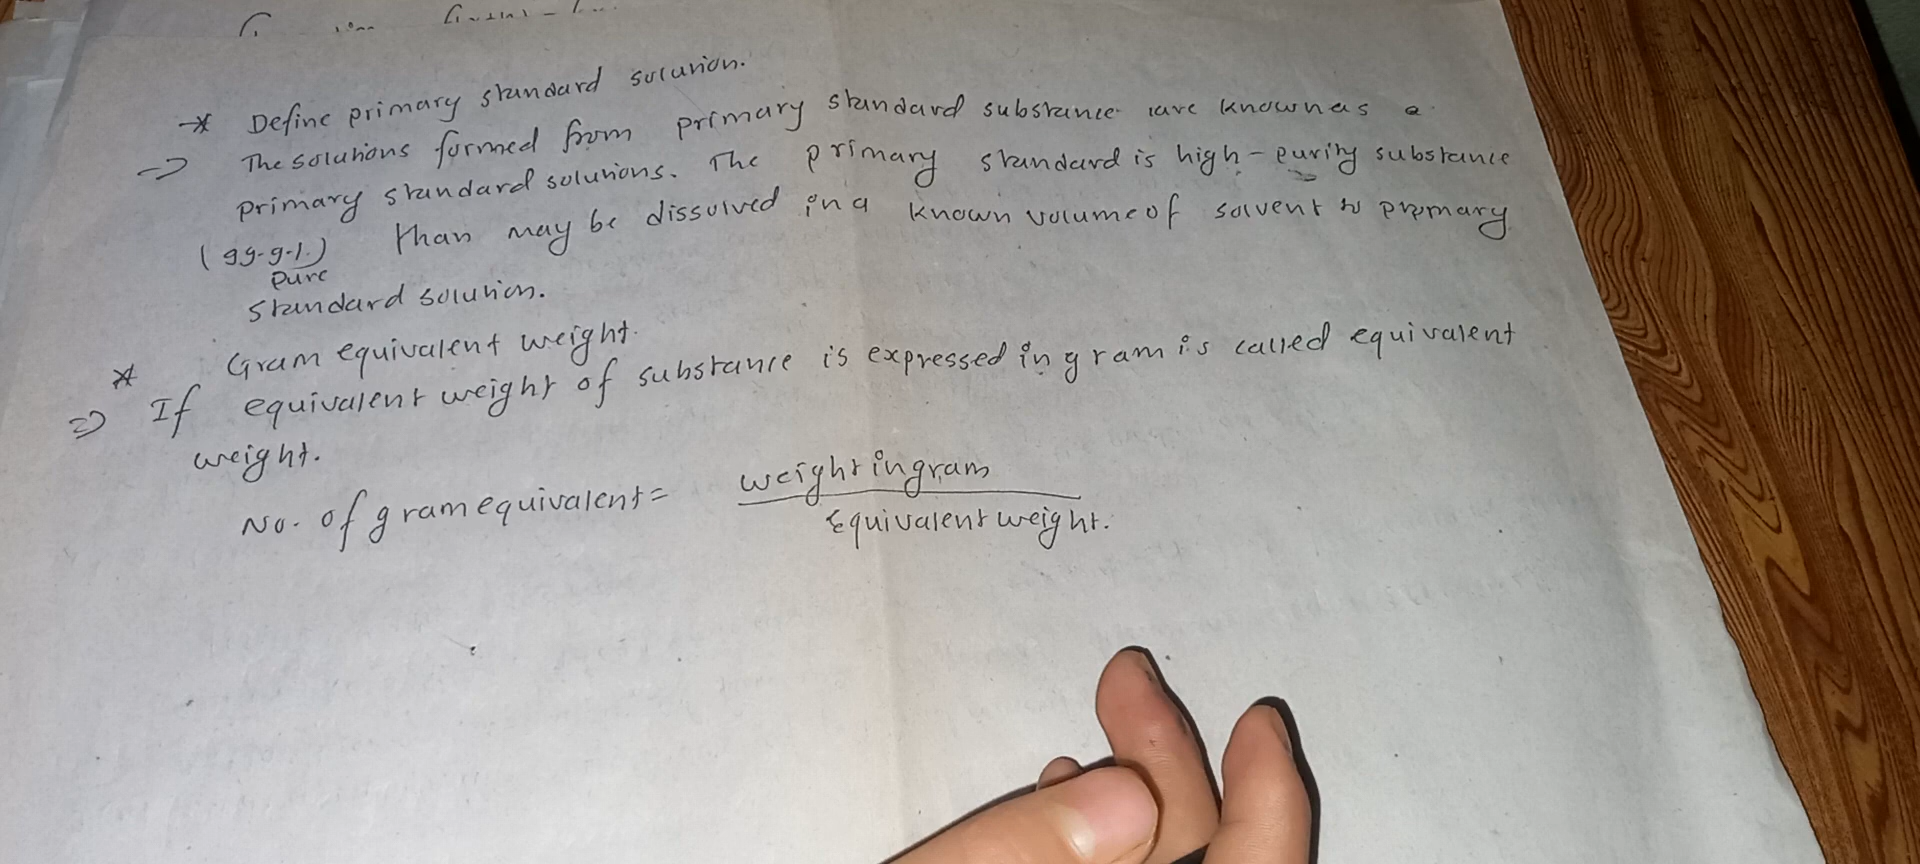 * Define primary standard solution.
-> The solutions formed from primary standard substance are known as a
primary standard solutions. The primary standard is high-purity substance
(99.9%) than may be dissolved in a known volume of solvent to primary
pure
standard solution.
* Gram equivalent weight.
=> If equivalent weight of substance is expressed in gram is called equivalent
weight.
No. of gram equivalent = weight in gram
Equivalent weight.